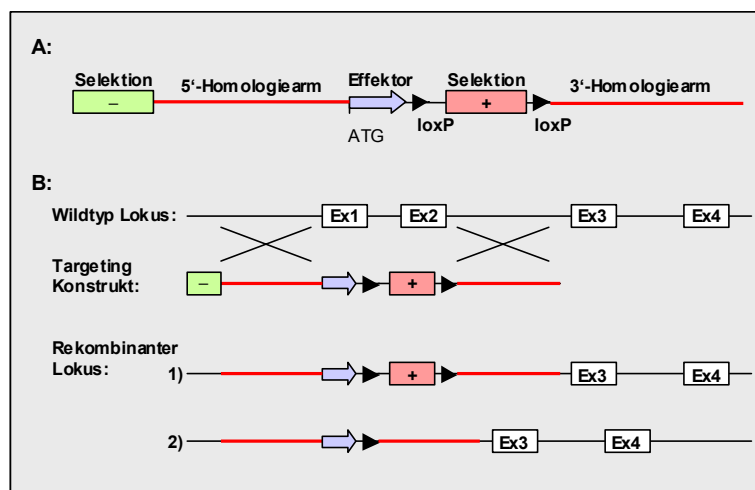 A:
Selektion 5‘-Homologiearm Effektor Selektion 3‘-Homologiearm
– +
ATG loxP loxP
B:
Wildtyp Lokus: Ex1 Ex2 Ex3 Ex4
Targeting
Konstrukt: – +
Rekombinanter
Lokus: 1) + Ex3 Ex4
2) Ex3 Ex4